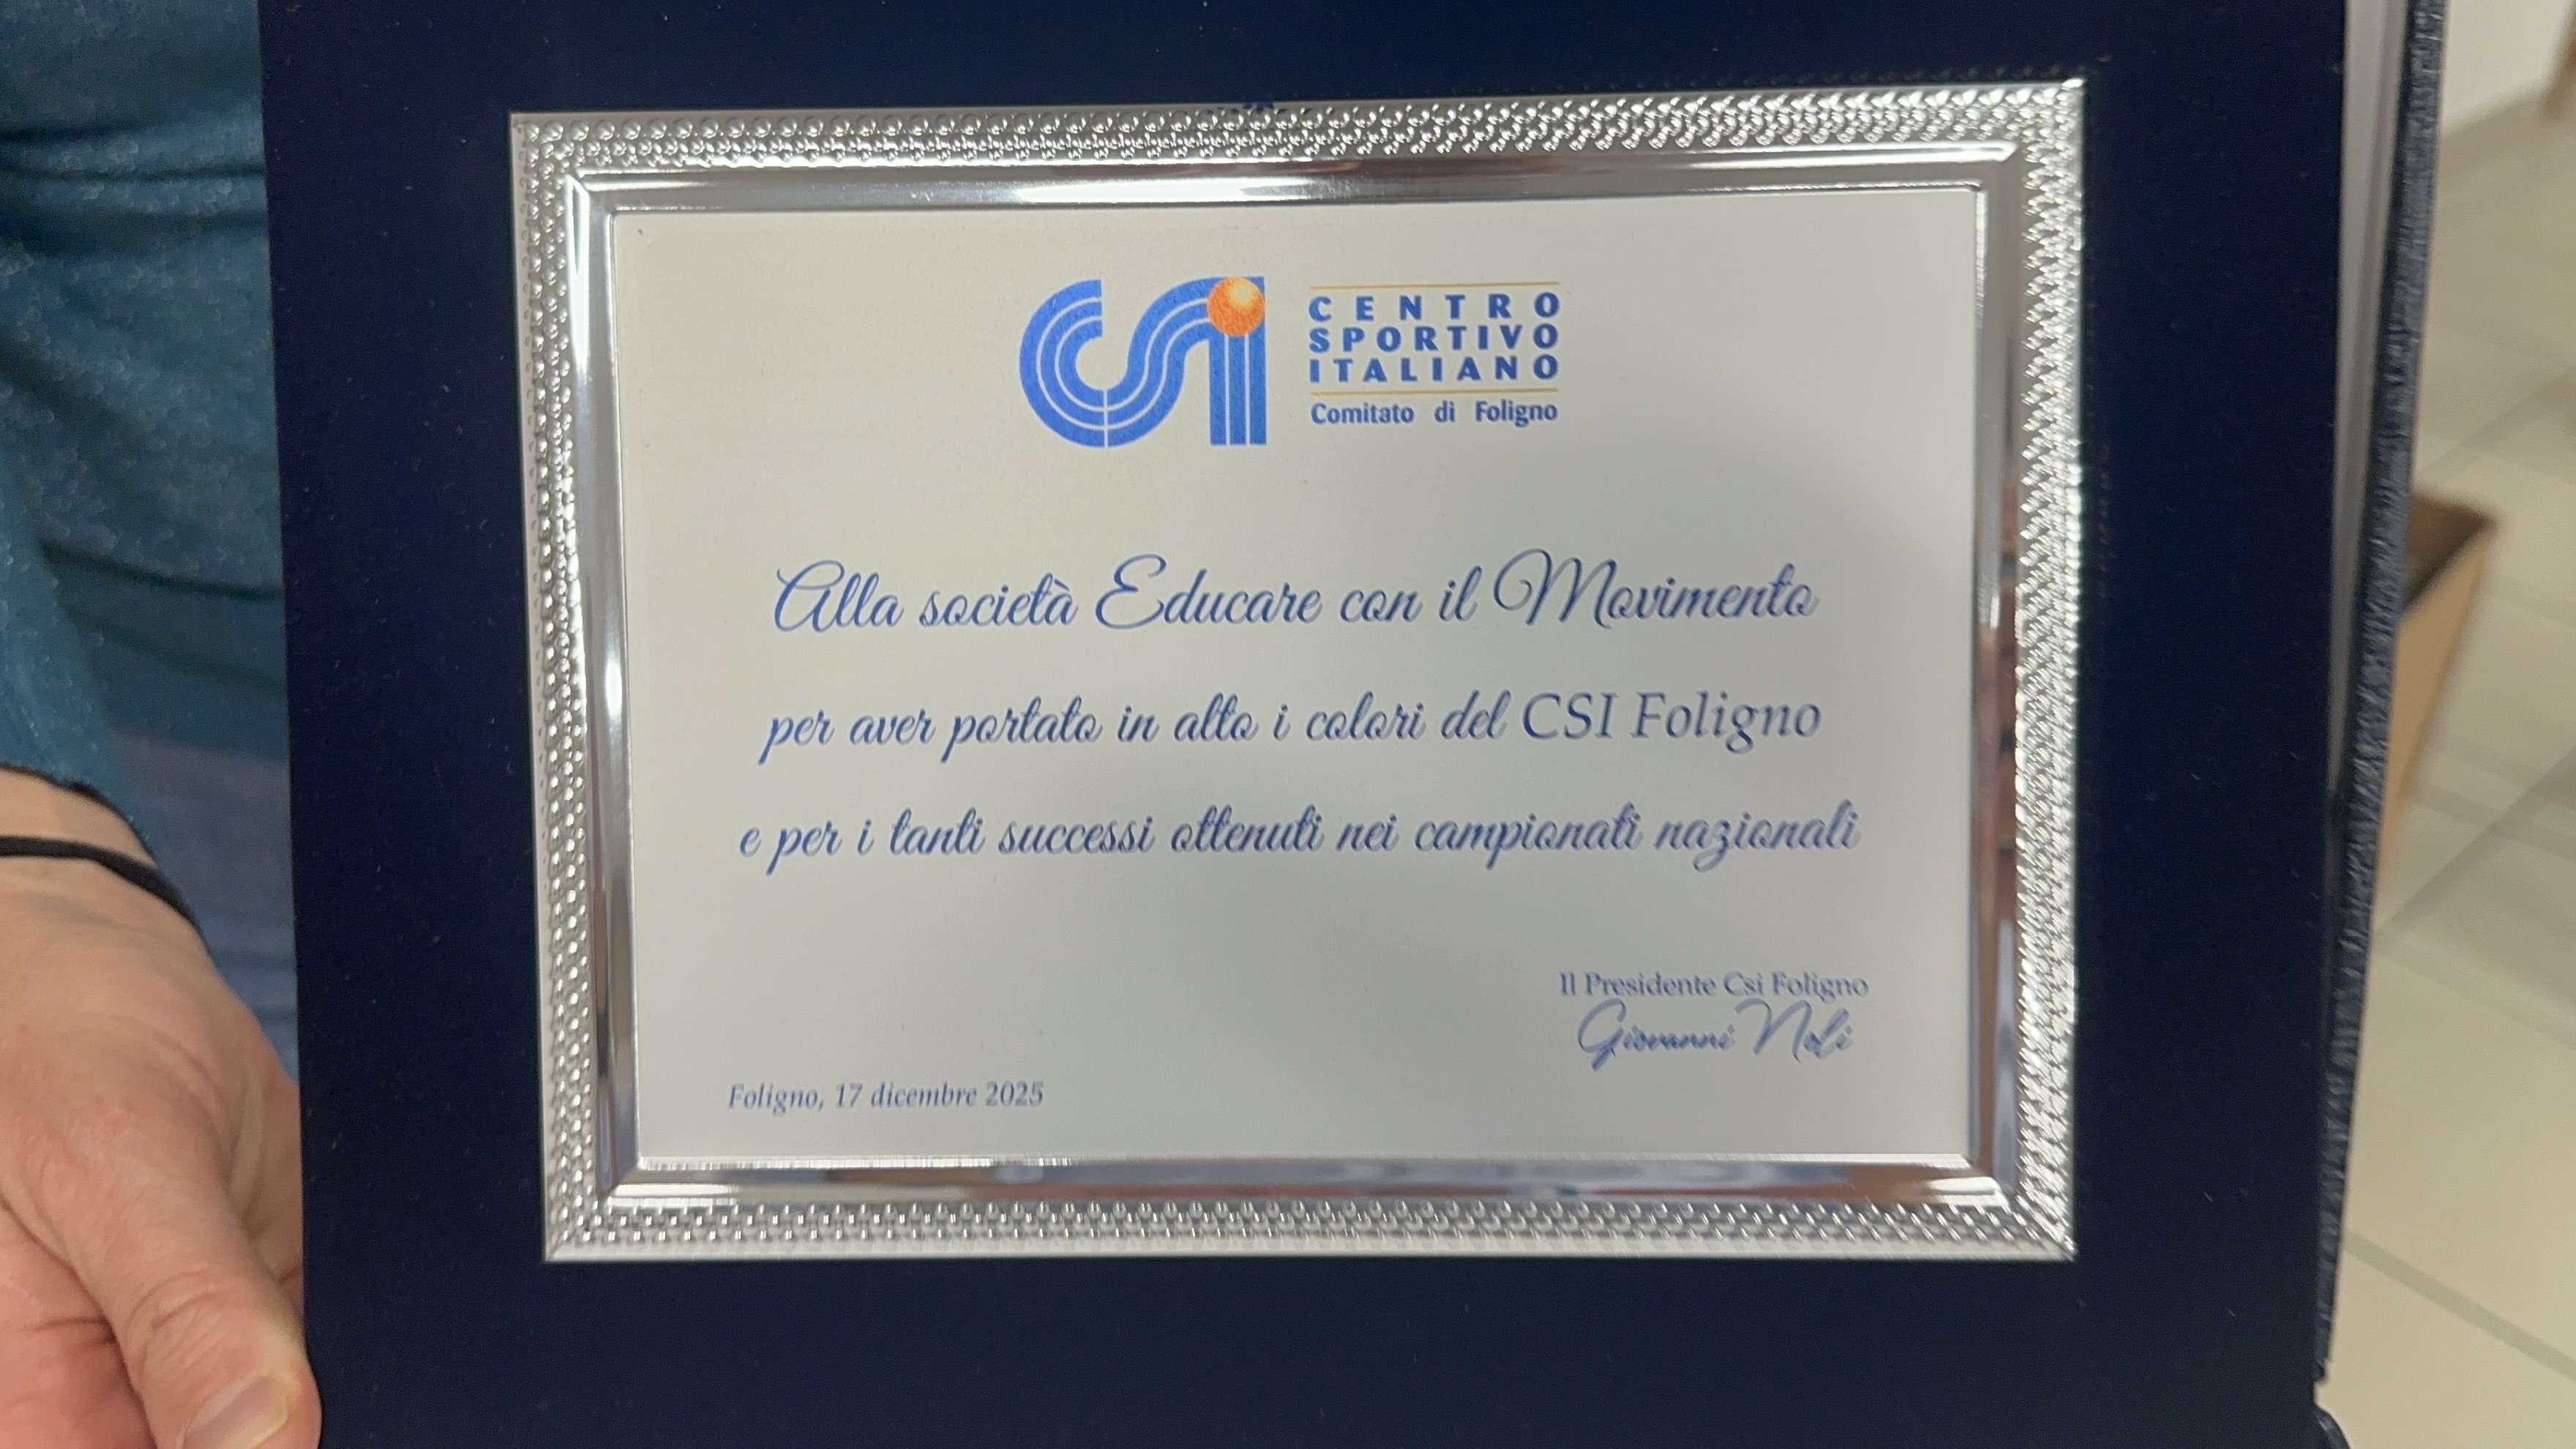 CSI
CENTRO
SPORTIVO
ITALIANO
Comitato di Foligno
Alla società Educare con il Movimento
per aver portato in alto i colori del CSI Foligno
e per i tanti successi ottenuti nei campionati nazionali
Il Presidente Csi Foligno
Giovanni Noli
Foligno, 17 dicembre 2025